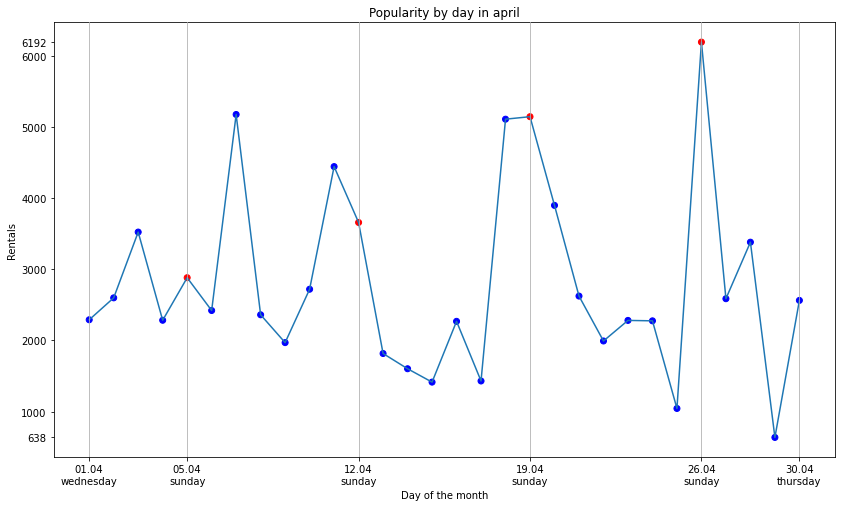 Popularity by day in april
Rentals
6192
6000
5000
4000
3000
2000
1000
638
01.04
wednesday
05.04
sunday
12.04
sunday
19.04
sunday
26.04
sunday
30.04
thursday
Day of the month